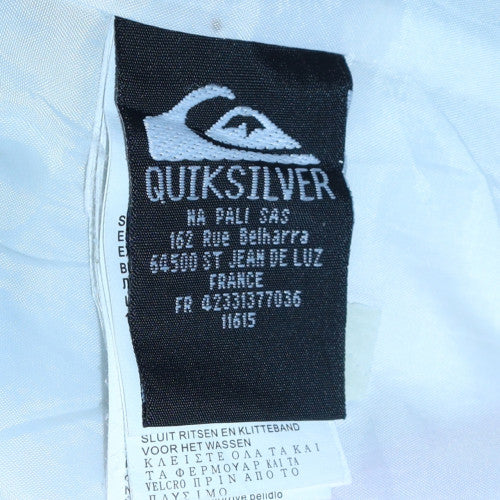 QUIKSILVER
NA PALI SAS
162 Rue Belharra
64500 ST JEAN DE LUZ
FRANCE
FR 42331377036
11615
SLUIT RITSEN EN KLITTEBAND
VOOR HET WASSEN
ΚΛΕΙΣΤΕ ΟΛΑ ΤΑ ΚΑΙ
ΤΑ ΦΕΡΜΟΥΑΡ ΚΑΙ ΤΑ
VELCRO ΠΡΙΝ ΑΠΟ ΤΟ
ΠΛΥΣΙΜΟ